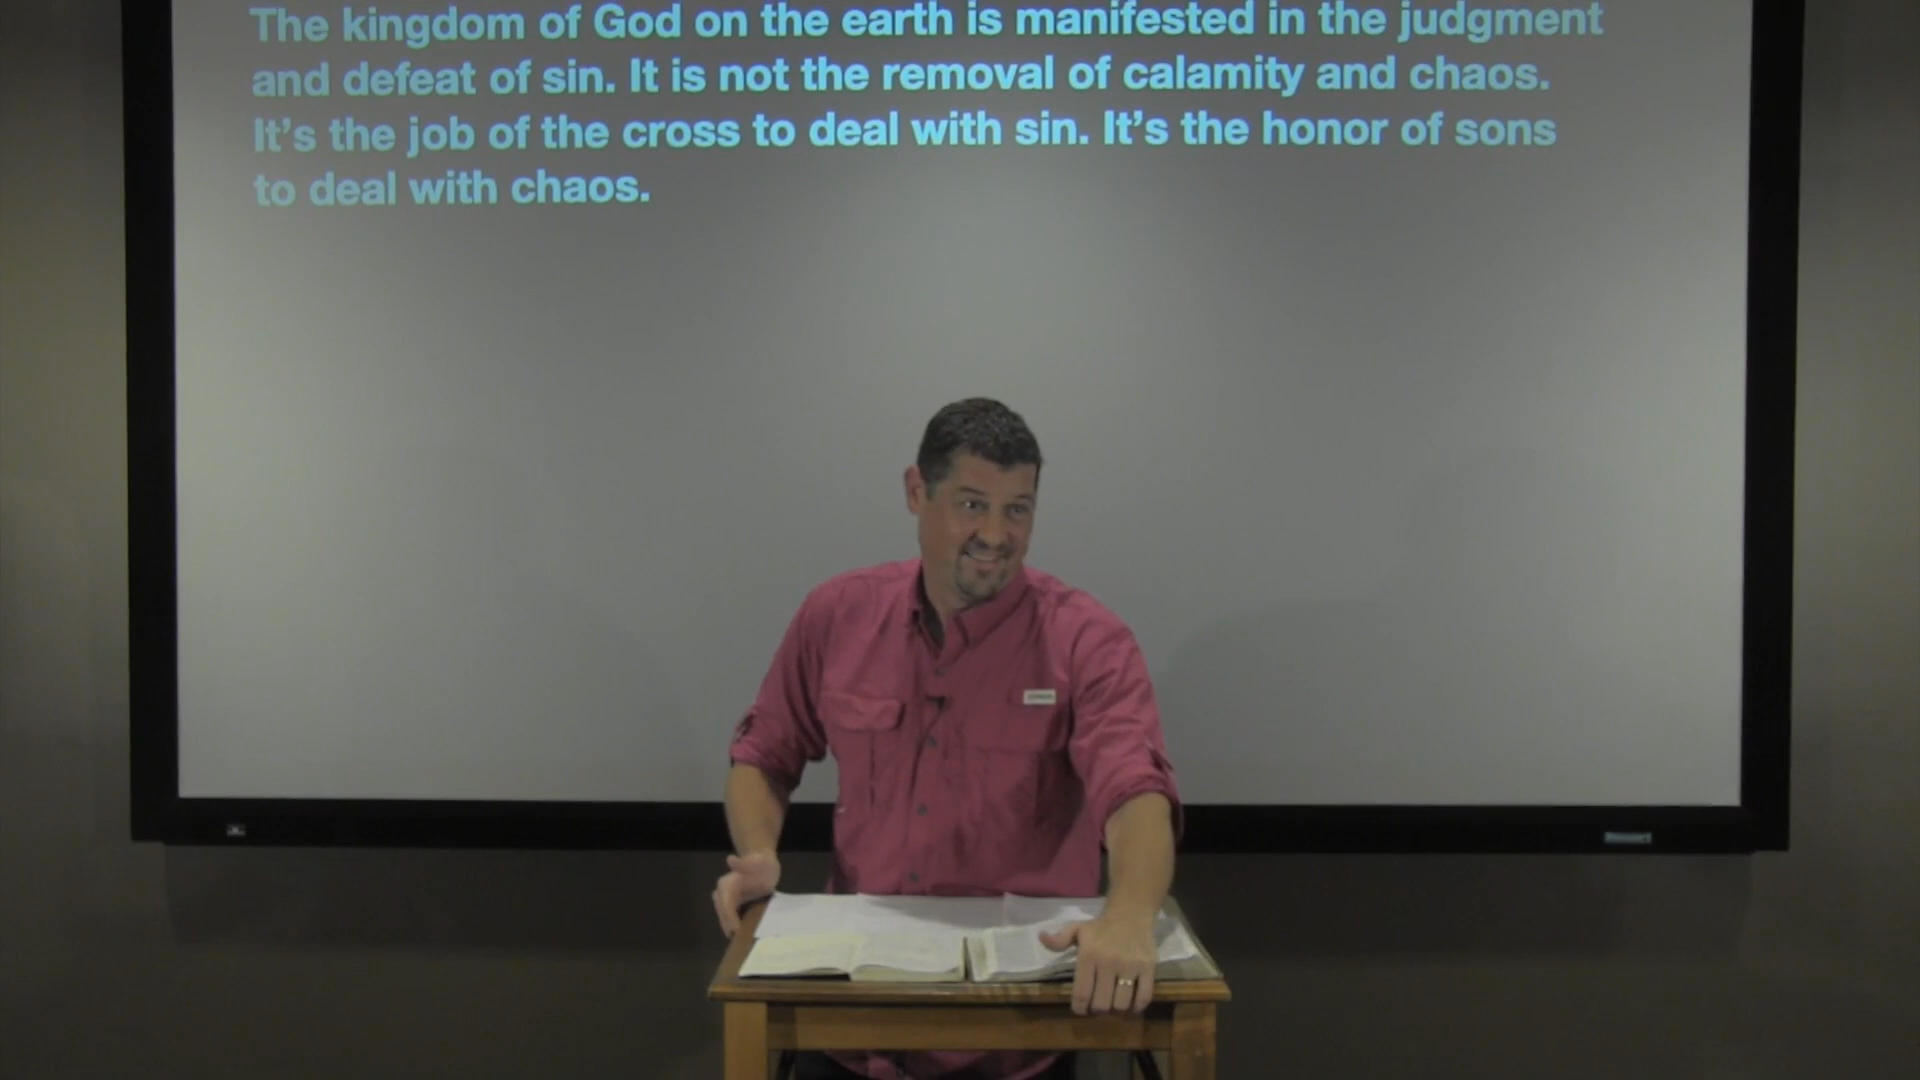 The kingdom of God on the earth is manifested in the judgment
and defeat of sin. It is not the removal of calamity and chaos.
It’s the job of the cross to deal with sin. It’s the honor of sons
to deal with chaos.